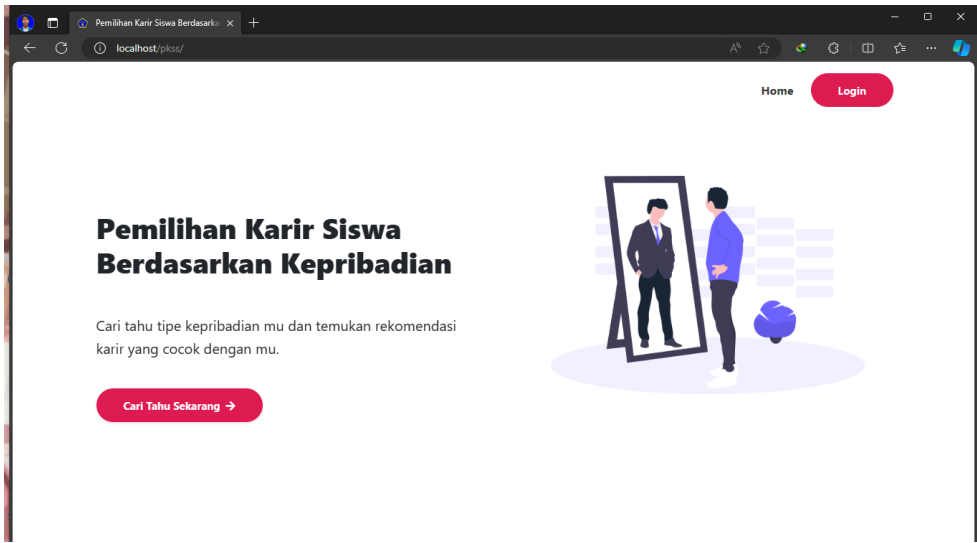 Pemilihan Karir Siswa Berdasarka
localhost/pkss/
Home
Login
Pemilihan Karir Siswa
Berdasarkan Kepribadian
Cari tahu tipe kepribadian mu dan temukan rekomendasi
karir yang cocok dengan mu.
Cari Tahu Sekarang →